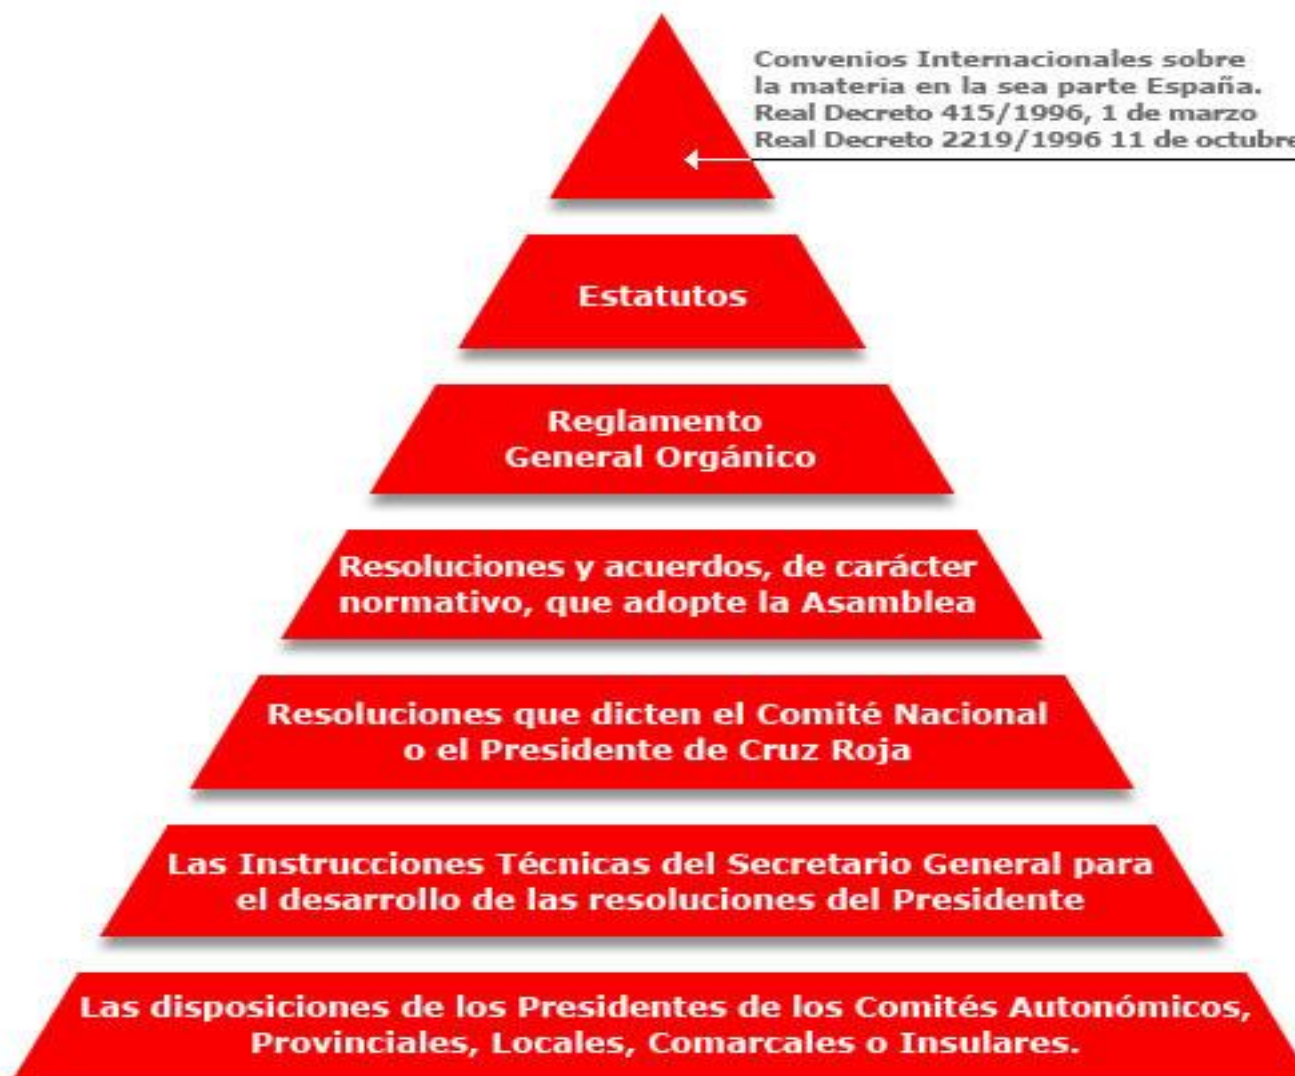 Convenios Internacionales sobre
la materia en la sea parte España.
Real Decreto 415/1996, 1 de marzo
Real Decreto 2219/1996 11 de octubre
Estatutos
Reglamento
General Orgánico
Resoluciones y acuerdos, de carácter
normativo, que adopte la Asamblea
Resoluciones que dicten el Comité Nacional
o el Presidente de Cruz Roja
Las Instrucciones Técnicas del Secretario General para
el desarrollo de las resoluciones del Presidente
Las disposiciones de los Presidentes de los Comités Autonómicos,
Provinciales, Locales, Comarcales o Insulares.